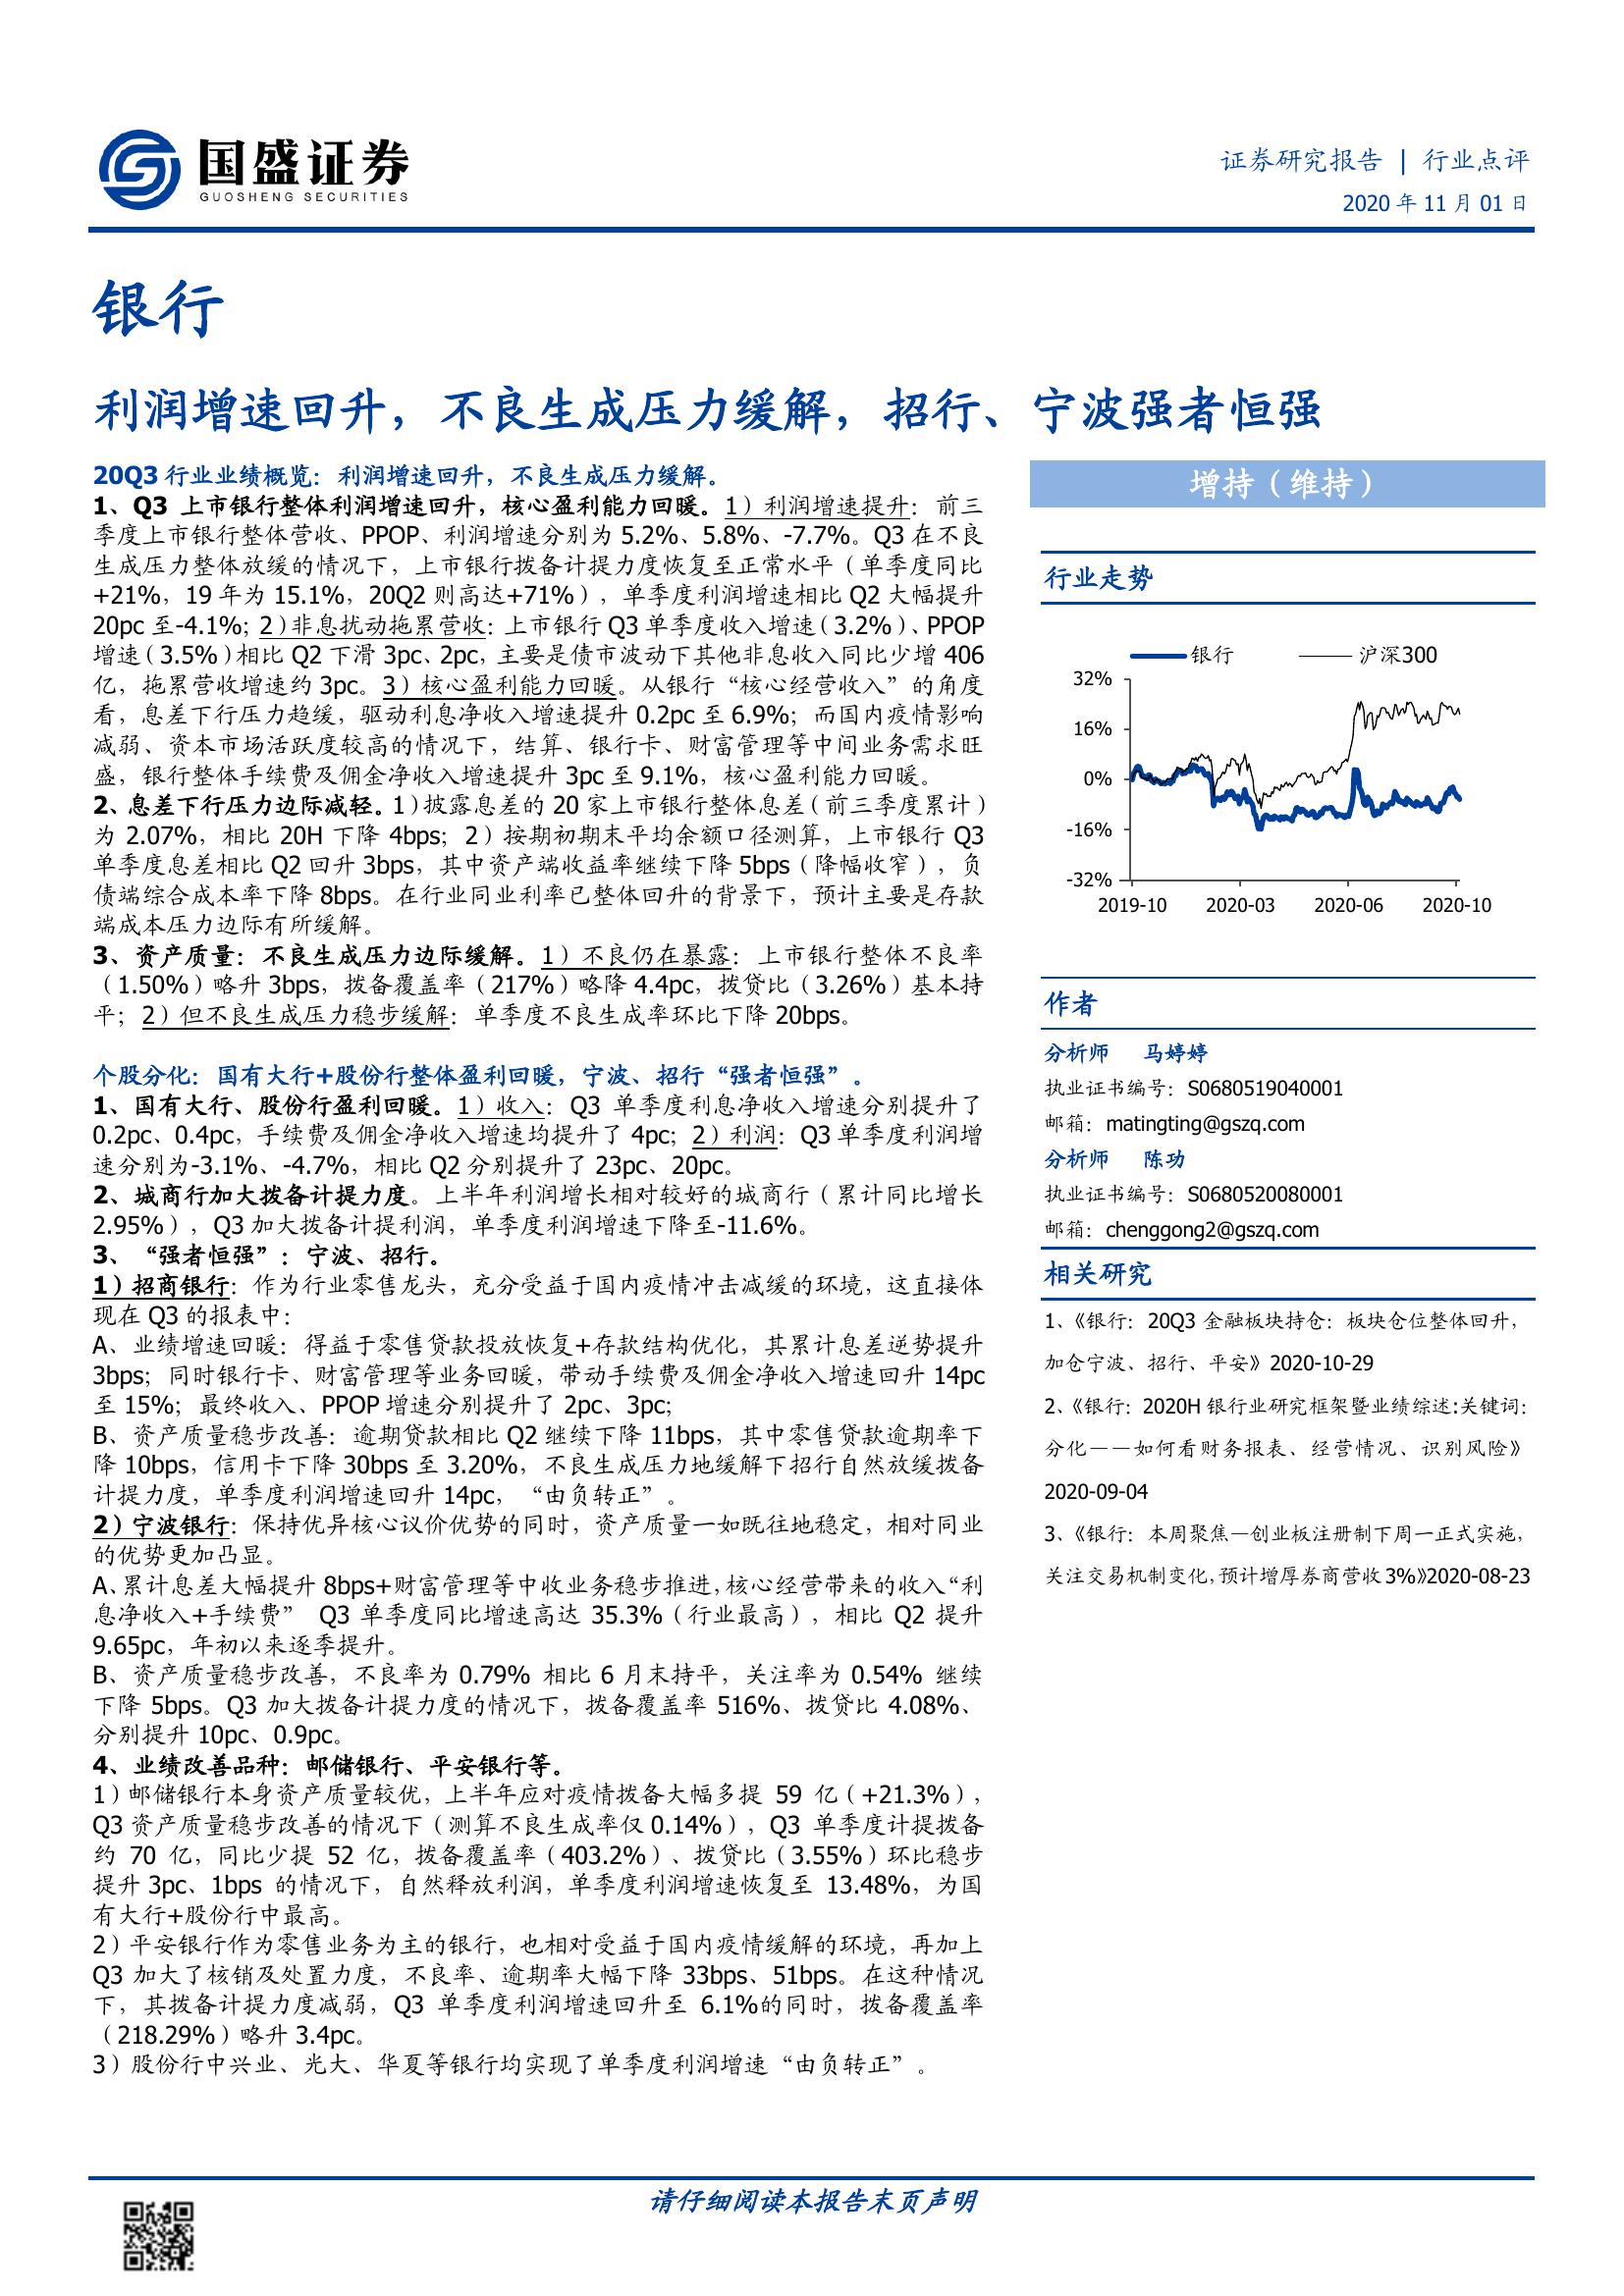 国盛证券
GUOSHENG SECURITIES
证券研究报告 | 行业点评
2020 年 11 月 01 日
银行
利润增速回升，不良生成压力缓解，招行、宁波强者恒强
20Q3 行业业绩概览：利润增速回升，不良生成压力缓解。
1、Q3 上市银行整体利润增速回升，核心盈利能力回暖。1）利润增速提升：前三
季度上市银行整体营收、PPOP、利润增速分别为 5.2%、5.8%、-7.7%。Q3 在不良
生成压力整体放缓的情况下，上市银行拨备计提力度恢复至正常水平（单季度同比
+21%，19 年为 15.1%，20Q2 则高达+71%），单季度利润增速相比 Q2 大幅提升
20pc 至-4.1%；2）非息扰动拖累营收：上市银行 Q3 单季度收入增速（3.2%）、PPOP
增速（3.5%）相比 Q2 下滑 3pc、2pc，主要是债市波动下其他非息收入同比少增 406
亿，拖累营收增速约 3pc。3）核心盈利能力回暖。从银行“核心经营收入”的角度
看，息差下行压力趋缓，驱动利息净收入增速提升 0.2pc 至 6.9%；而国内疫情影响
减弱、资本市场活跃度较高的情况下，结算、银行卡、财富管理等中间业务需求旺
盛，银行整体手续费及佣金净收入增速提升 3pc 至 9.1%，核心盈利能力回暖。
2、息差下行压力边际减轻。1）披露息差的 20 家上市银行整体息差（前三季度累计）
为 2.07%，相比 20H 下降 4bps；2）按期初期末平均余额口径测算，上市银行 Q3
单季度息差相比 Q2 回升 3bps，其中资产端收益率继续下降 5bps（降幅收窄），负
债端综合成本率下降 8bps。在行业同业利率已整体回升的背景下，预计主要是存款
端成本压力边际有所缓解。
3、资产质量：不良生成压力边际缓解。1）不良仍在暴露：上市银行整体不良率
（1.50%）略升 3bps，拨备覆盖率（217%）略降 4.4pc，拨贷比（3.26%）基本持
平；2）但不良生成压力稳步缓解：单季度不良生成率环比下降 20bps。
个股分化：国有大行+股份行整体盈利回暖，宁波、招行“强者恒强”。
1、国有大行、股份行盈利回暖。1）收入：Q3 单季度利息净收入增速分别提升了
0.2pc、0.4pc，手续费及佣金净收入增速均提升了 4pc；2）利润：Q3 单季度利润增
速分别为-3.1%、-4.7%，相比 Q2 分别提升了 23pc、20pc。
2、城商行加大拨备计提力度。上半年利润增长相对较好的城商行（累计同比增长
2.95%），Q3 加大拨备计提利润，单季度利润增速下降至-11.6%。
3、“强者恒强”：宁波、招行。
1）招商银行：作为行业零售龙头，充分受益于国内疫情冲击减缓的环境，这直接体
现在 Q3 的报表中：
A、业绩增速回暖：得益于零售贷款投放恢复+存款结构优化，其累计息差逆势提升
3bps；同时银行卡、财富管理等业务回暖，带动手续费及佣金净收入增速回升 14pc
至 15%；最终收入、PPOP 增速分别提升了 2pc、3pc；
B、资产质量稳步改善：逾期贷款相比 Q2 继续下降 11bps，其中零售贷款逾期率下
降 10bps，信用卡下降 30bps 至 3.20%，不良生成压力地缓解下招行自然放缓拨备
计提力度，单季度利润增速回升 14pc，“由负转正”。
2）宁波银行：保持优异核心议价优势的同时，资产质量一如既往地稳定，相对同业
的优势更加凸显。
A、累计息差大幅提升 8bps+财富管理等中收业务稳步推进，核心经营带来的收入“利
息净收入+手续费” Q3 单季度同比增速高达 35.3%（行业最高），相比 Q2 提升
9.65pc，年初以来逐季提升。
B、资产质量稳步改善，不良率为 0.79% 相比 6 月末持平，关注率为 0.54% 继续
下降 5bps。Q3 加大拨备计提力度的情况下，拨备覆盖率 516%、拨贷比 4.08%、
分别提升 10pc、0.9pc。
4、业绩改善品种：邮储银行、平安银行等。
1）邮储银行本身资产质量较优，上半年应对疫情拨备大幅多提 59 亿（+21.3%），
Q3 资产质量稳步改善的情况下（测算不良生成率仅 0.14%），Q3 单季度计提拨备
约 70 亿，同比少提 52 亿，拨备覆盖率（403.2%）、拨贷比（3.55%）环比稳步
提升 3pc、1bps 的情况下，自然释放利润，单季度利润增速恢复至 13.48%，为国
有大行+股份行中最高。
2）平安银行作为零售业务为主的银行，也相对受益于国内疫情缓解的环境，再加上
Q3 加大了核销及处置力度，不良率、逾期率大幅下降 33bps、51bps。在这种情况
下，其拨备计提力度减弱，Q3 单季度利润增速回升至 6.1%的同时，拨备覆盖率
（218.29%）略升 3.4pc。
3）股份行中兴业、光大、华夏等银行均实现了单季度利润增速“由负转正”。
增持（维持）
行业走势
银行 沪深300
32%
16%
0%
-16%
-32%
2019-10 2020-03 2020-06 2020-10
作者
分析师 马婷婷
执业证书编号：S0680519040001
邮箱：matingting@gszq.com
分析师 陈功
执业证书编号：S0680520080001
邮箱：chenggong2@gszq.com
相关研究
1、《银行：20Q3 金融板块持仓：板块仓位整体回升，
加仓宁波、招行、平安》2020-10-29
2、《银行：2020H 银行业研究框架暨业绩综述:关键词：
分化——如何看财务报表、经营情况、识别风险》
2020-09-04
3、《银行：本周聚焦—创业板注册制下周一正式实施，
关注交易机制变化，预计增厚券商营收 3%》2020-08-23
请仔细阅读本报告末页声明